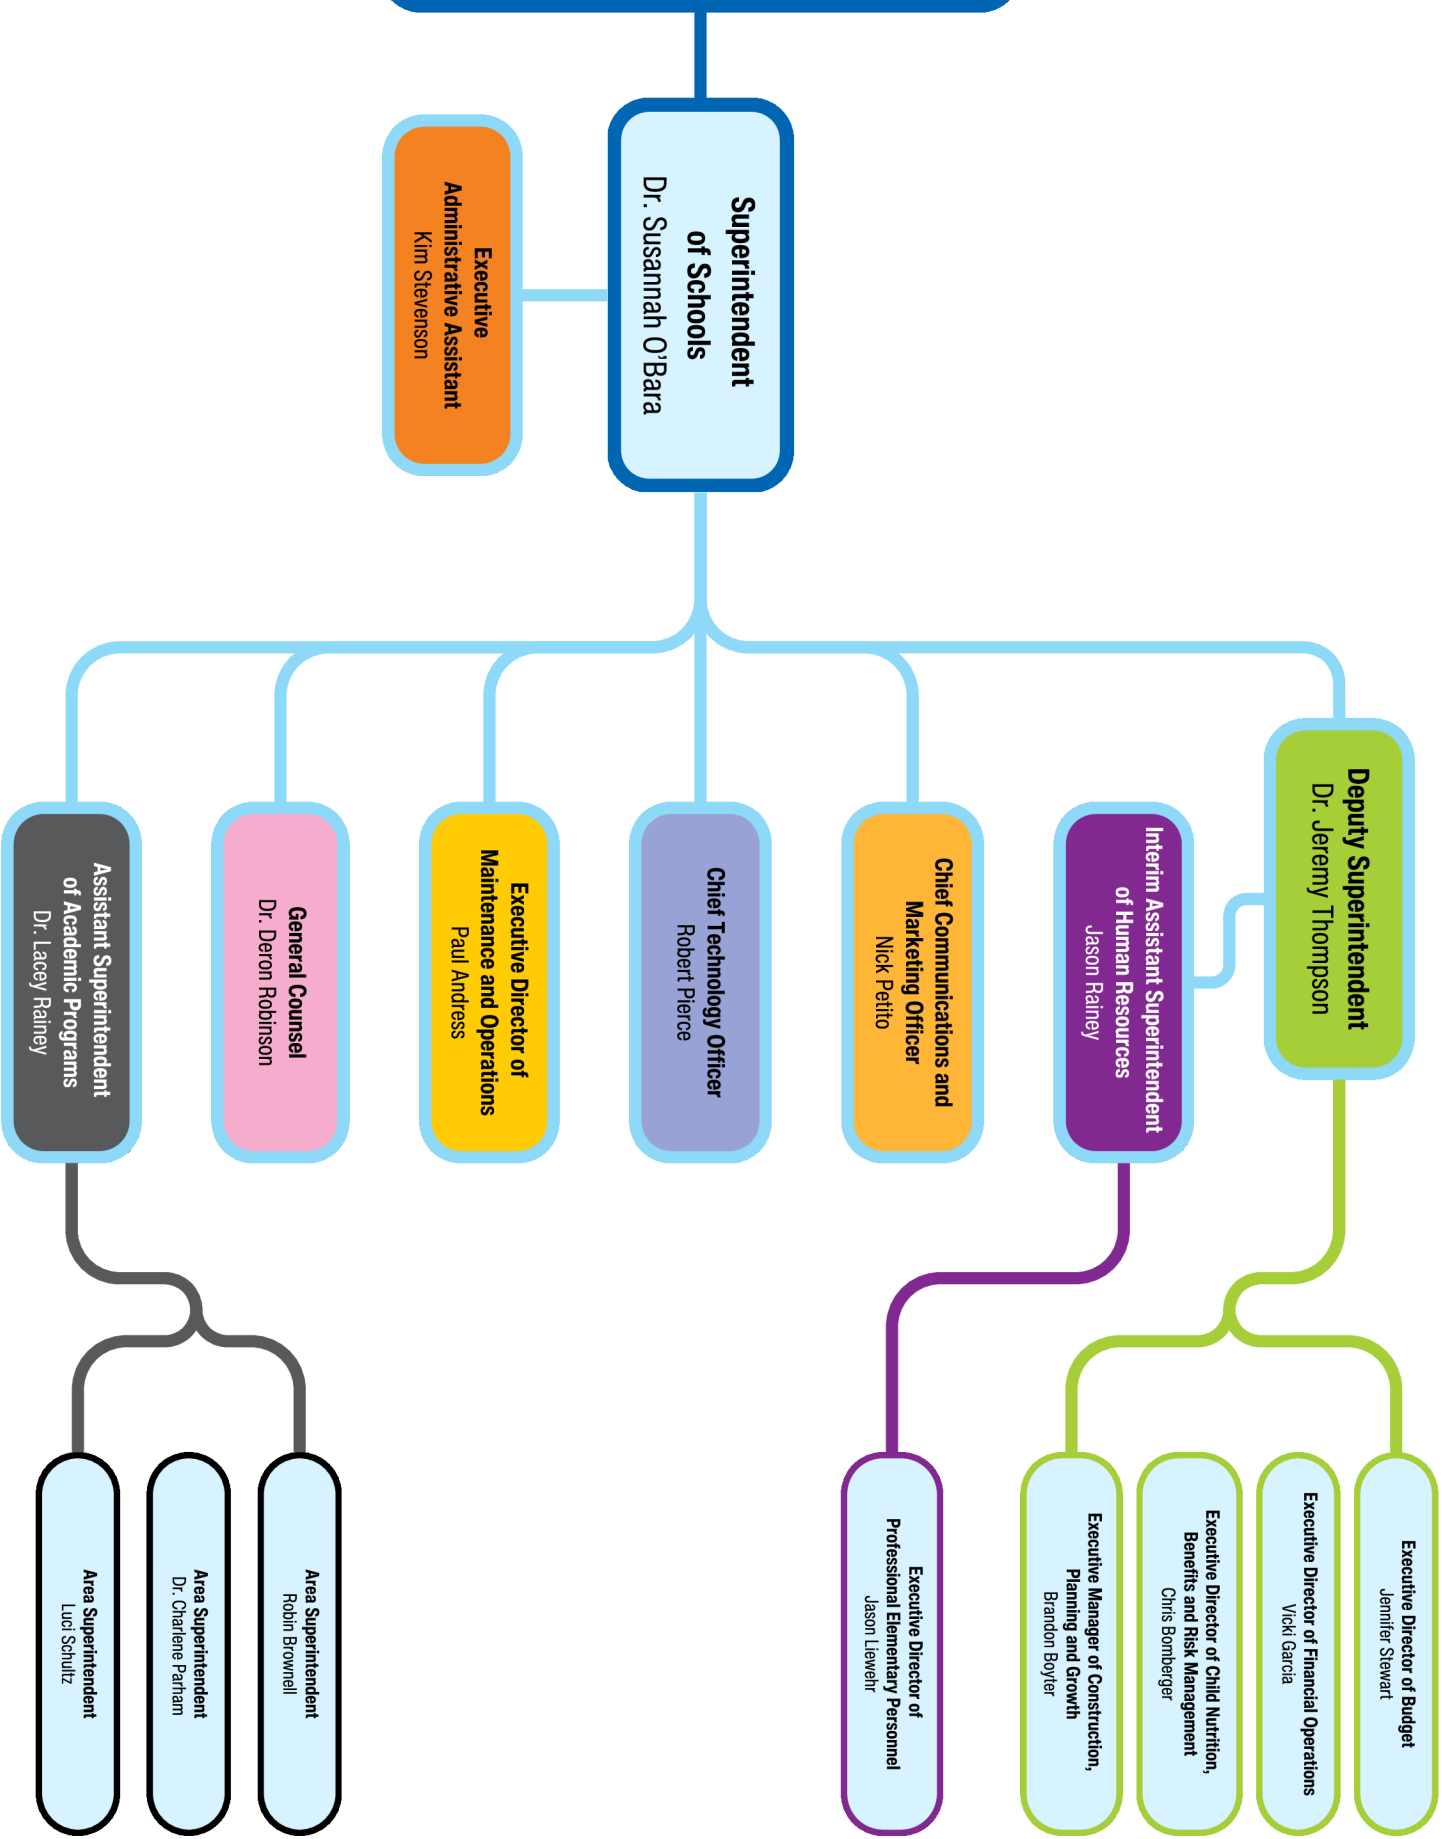 Superintendent
of Schools
Dr. Susannah O'Bara
Executive
Administrative Assistant
Kim Stevenson
Deputy Superintendent
Dr. Jeremy Thompson
Interim Assistant Superintendent
of Human Resources
Jason Rainey
Chief Communications and
Marketing Officer
Nick Petito
Chief Technology Officer
Robert Pierce
Executive Director of
Maintenance and Operations
Paul Andress
General Counsel
Dr. Deron Robinson
Assistant Superintendent
of Academic Programs
Dr. Lacey Rainey
Executive Director of Budget
Jennifer Stewart
Executive Director of Financial Operations
Vicki Garcia
Executive Director of Child Nutrition,
Benefits and Risk Management
Chris Bomberger
Executive Manager of Construction,
Planning and Growth
Brandon Boyter
Executive Director of
Professional Elementary Personnel
Jason Liewehr
Area Superintendent
Robin Brownell
Area Superintendent
Dr. Charlene Parham
Area Superintendent
Luci Schultz